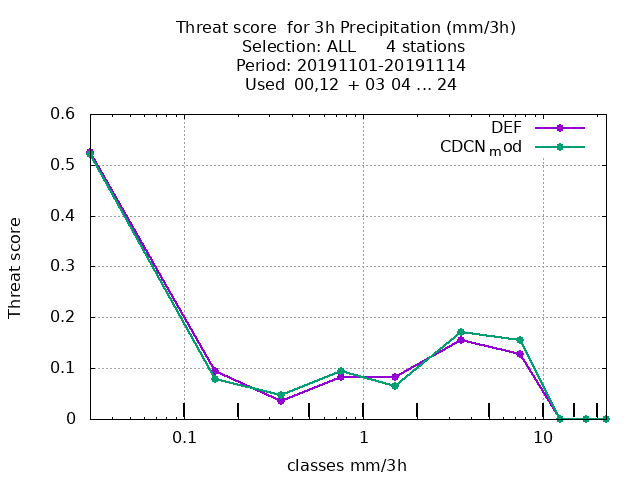 Threat score  for 3h Precipitation (mm/3h)
Selection: ALL      4 stations
Period: 20191101-20191114
Used  00,12  + 03 04 ... 24
DEF
CDCN_mod
0.6
0.5
0.4
0.3
0.2
0.1
0
Threat score
0.1
1
10
classes mm/3h